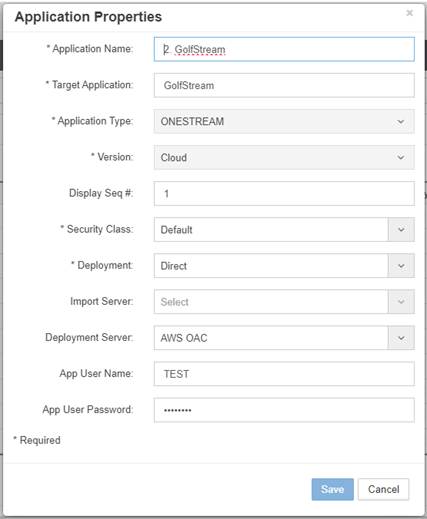 Application Properties ×
* Application Name: 2. GolfStream
* Target Application: GolfStream
* Application Type: ONESTREAM
* Version: Cloud
Display Seq #: 1
* Security Class: Default
* Deployment: Direct
Import Server: Select
Deployment Server: AWS OAC
App User Name: TEST
App User Password: ••••••••
* Required
Save Cancel